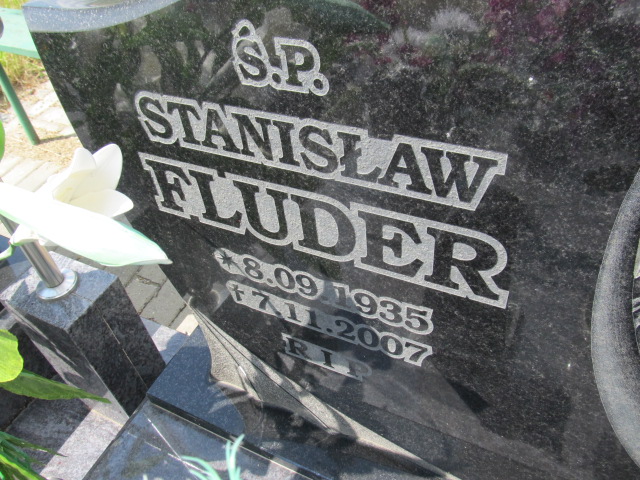 Ś.P.
STANISŁAW
FLUDER
*8.09 1935
†7.11.2007
R I P